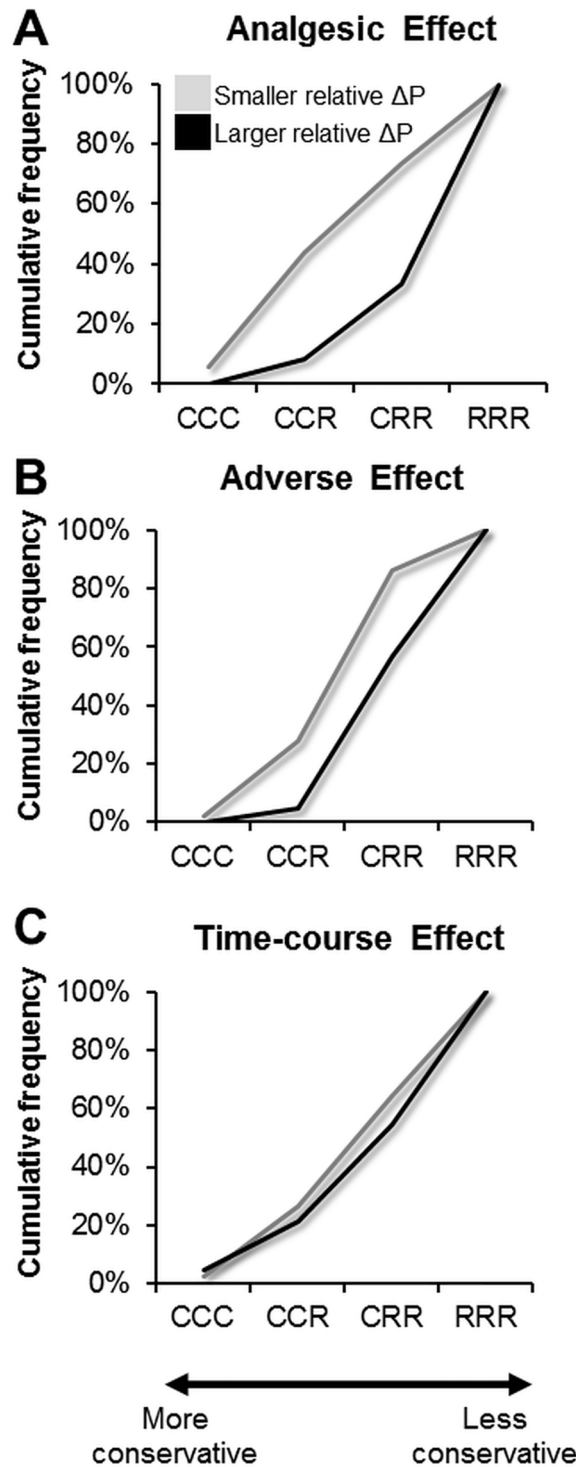 A
Analgesic Effect
Cumulative frequency
100%
80%
60%
40%
20%
0%
Smaller relative ΔP
Larger relative ΔP
CCC CCR CRR RRR
B
Adverse Effect
Cumulative frequency
100%
80%
60%
40%
20%
0%
CCC CCR CRR RRR
C
Time-course Effect
Cumulative frequency
100%
80%
60%
40%
20%
0%
CCC CCR CRR RRR
More conservative
Less conservative